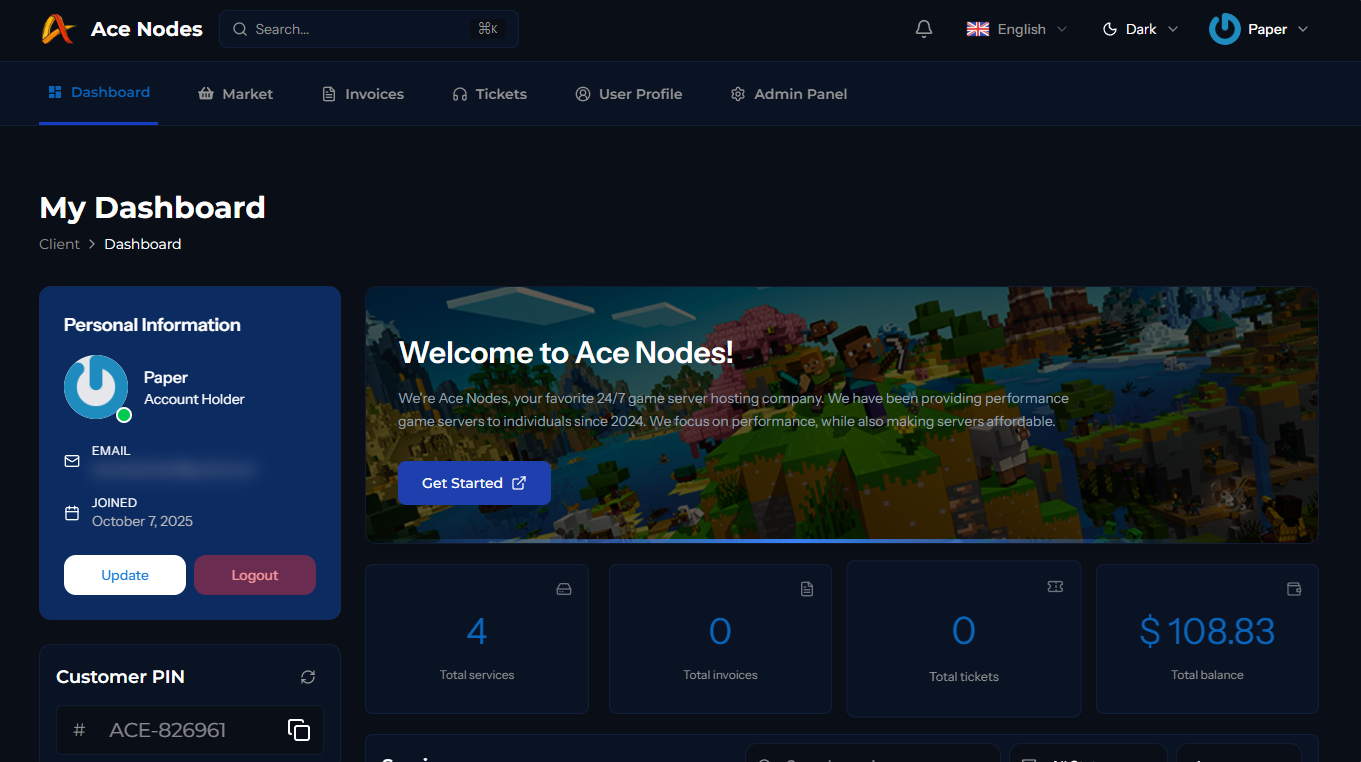 Ace Nodes
Search...
⌘K
English
Dark
Paper
Dashboard
Market
Invoices
Tickets
User Profile
Admin Panel
My Dashboard
Client > Dashboard
Personal Information
Paper
Account Holder
EMAIL
JOINED
October 7, 2025
Update
Logout
Customer PIN
# ACE-826961
Welcome to Ace Nodes!
We're Ace Nodes, your favorite 24/7 game server hosting company. We have been providing performance
game servers to individuals since 2024. We focus on performance, while also making servers affordable.
Get Started
4
Total services
0
Total invoices
0
Total tickets
$ 108.83
Total balance